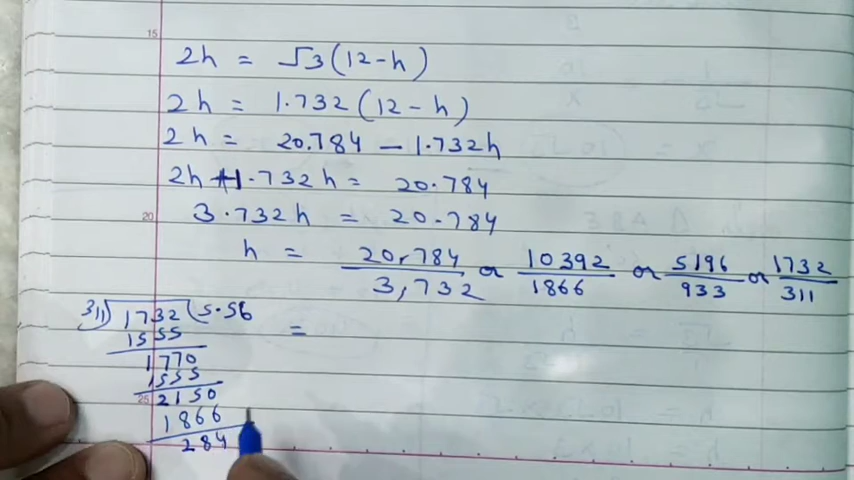 15
2h = √3(12-h)
2h = 1.732(12-h)
2h = 20.784 - 1.732h
2h +1.732h = 20.784
20
3.732h = 20.784
h = 20.784/3.732 or 10392/1866 or 5196/933 or 1732/311
311)1732(5.56 =
1555
1770
1555
25
2150
1866
284